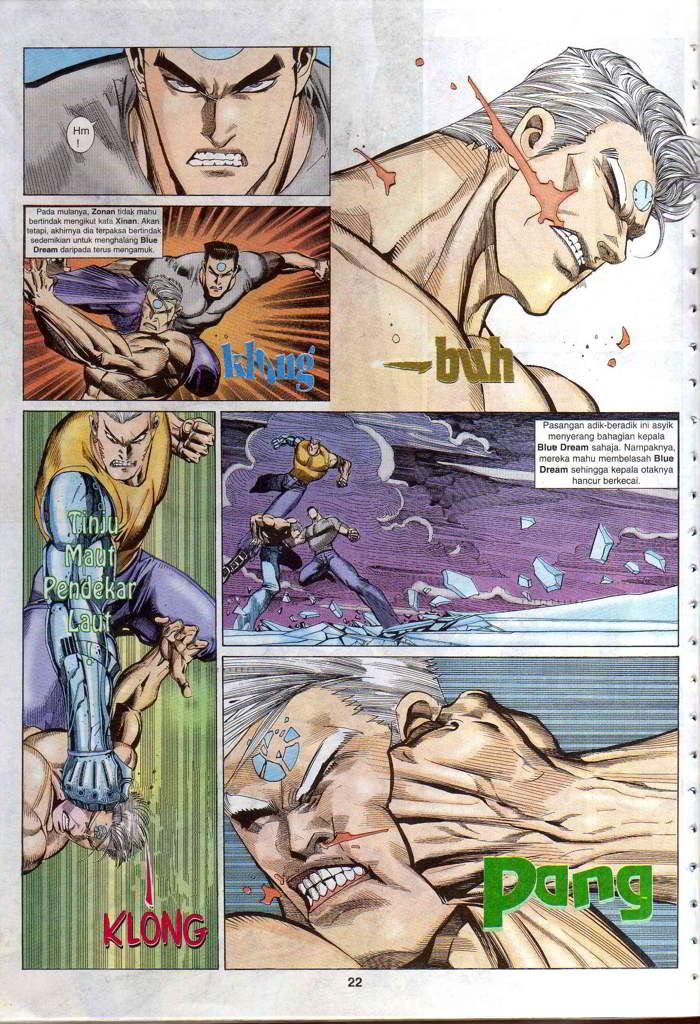 Hm
!
Pada mulanya, Zonan tidak mahu
bertindak mengikut kata Xinan. Akan
tetapi, akhirnya dia terpaksa bertindak
sedemikian untuk menghalang Blue
Dream daripada terus mengamuk.
klung
buh
Tinju
Maut
Pendekar
Laut
!
KLONG
Pasangan adik-beradik ini asyik
menyerang bahagian kepala
Blue Dream sahaja. Nampaknya,
mereka mahu membelasah Blue
Dream sehingga kepala otaknya
hancur berkecai.
Pang
22